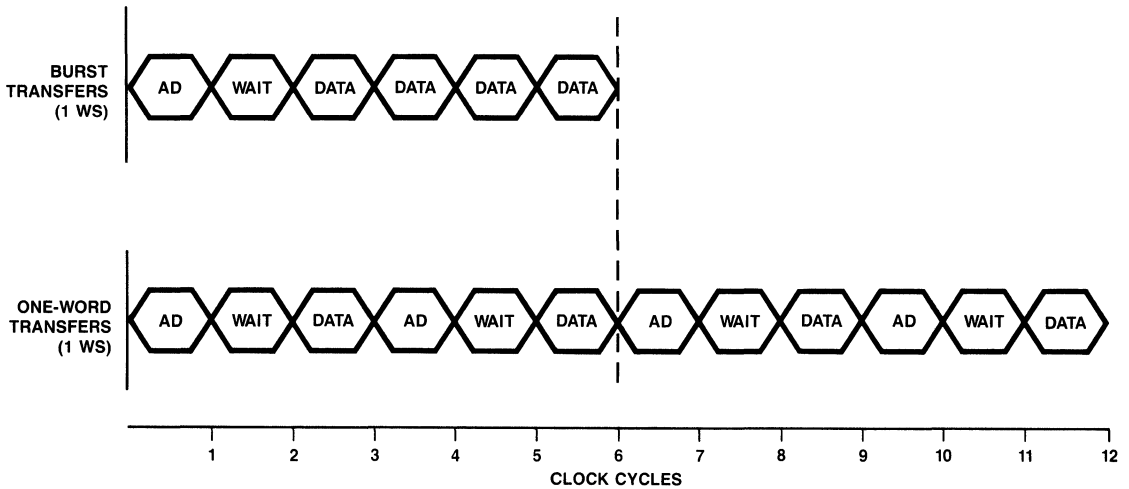 BURST
TRANSFERS
(1 WS)
AD WAIT DATA DATA DATA DATA
ONE-WORD
TRANSFERS
(1 WS)
AD WAIT DATA AD WAIT DATA AD WAIT DATA AD WAIT DATA
1 2 3 4 5 6 7 8 9 10 11 12
CLOCK CYCLES